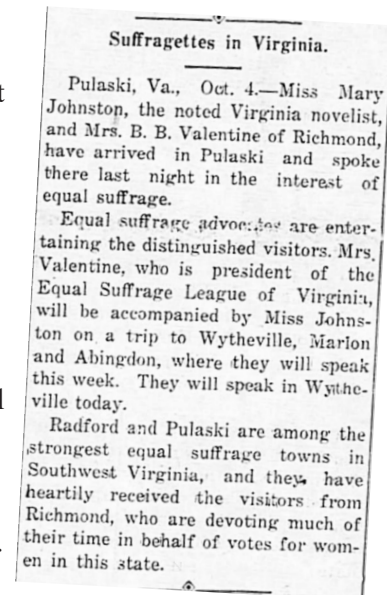 Suffragettes in Virginia.
Pulaski, Va., Oct. 4.—Miss Mary
Johnston, the noted Virginia novelist,
and Mrs. B. B. Valentine of Richmond,
have arrived in Pulaski and spoke
there last night in the interest of
equal suffrage.
Equal suffrage advocates are enter-
taining the distinguished visitors. Mrs.
Valentine, who is president of the
Equal Suffrage League of Virginia,
will be accompanied by Miss Johns-
ton on a trip to Wytheville, Marion
and Abingdon, where they will speak
this week. They will speak in Wythe-
ville today.
Radford and Pulaski are among the
strongest equal suffrage towns in
Southwest Virginia, and they have
heartily received the visitors from
Richmond, who are devoting much of
their time in behalf of votes for wom-
en in this state.